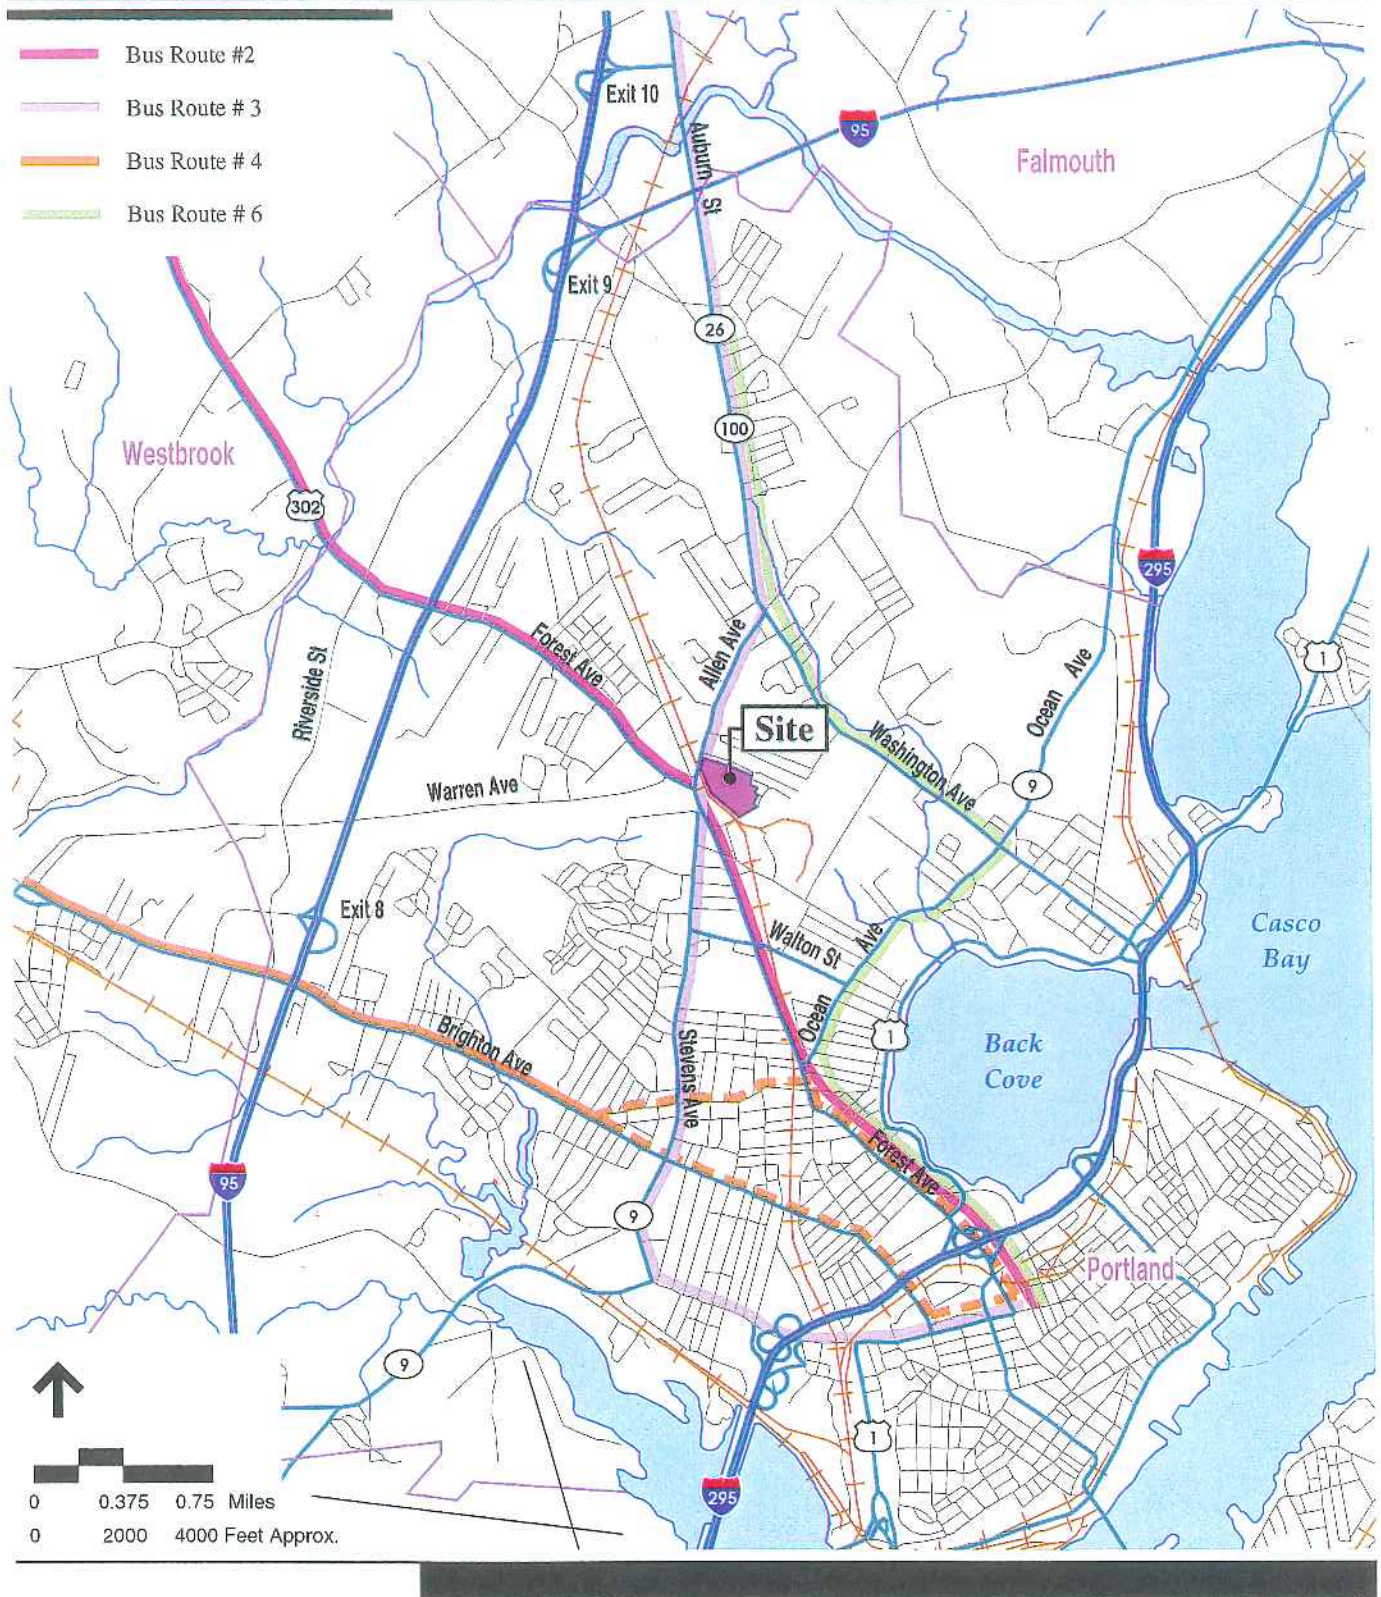 Bus Route #2
Bus Route # 3
Bus Route # 4
Bus Route # 6
Exit 10
95
Auburn St
Falmouth
Exit 9
26
100
Westbrook
302
295
Forest Ave
Allen Ave
Riverside St
Ocean Ave
1
Site
Washington Ave
9
Warren Ave
Exit 8
Walton St
Ocean Ave
Casco
Bay
Brighton Ave
Stevens Ave
1
Back
Cove
Forest Ave
95
9
Portland
9
1
295
0 0.375 0.75 Miles
0 2000 4000 Feet Approx.